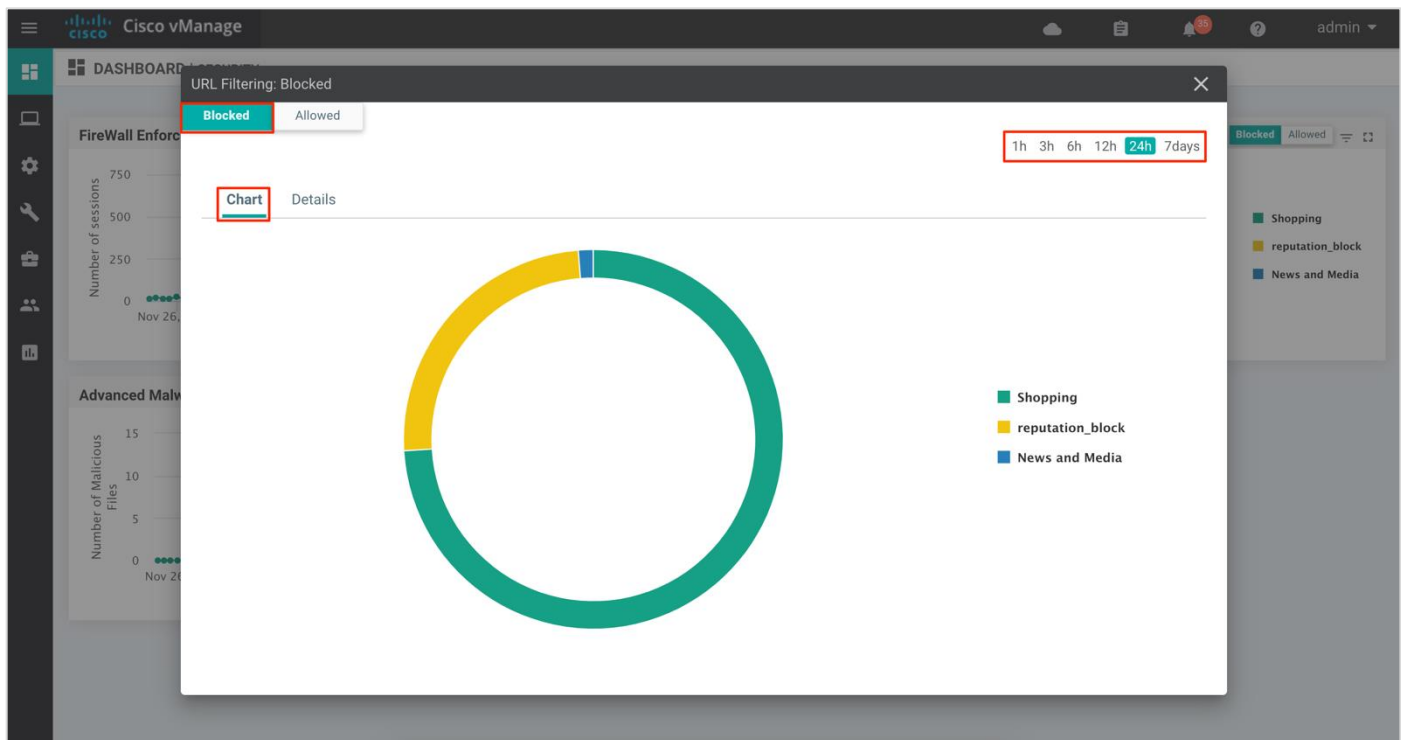 cisco Cisco vManage
35
admin
DASHBOARD
URL Filtering: Blocked
Blocked Allowed
1h 3h 6h 12h 24h 7days
Chart Details
Shopping
reputation_block
News and Media
FireWall Enforc
Number of sessions
750
500
250
0
Nov 26,
Blocked Allowed
Shopping
reputation_block
News and Media
Advanced Malw
Number of Malicious
Files
15
10
5
0
Nov 26